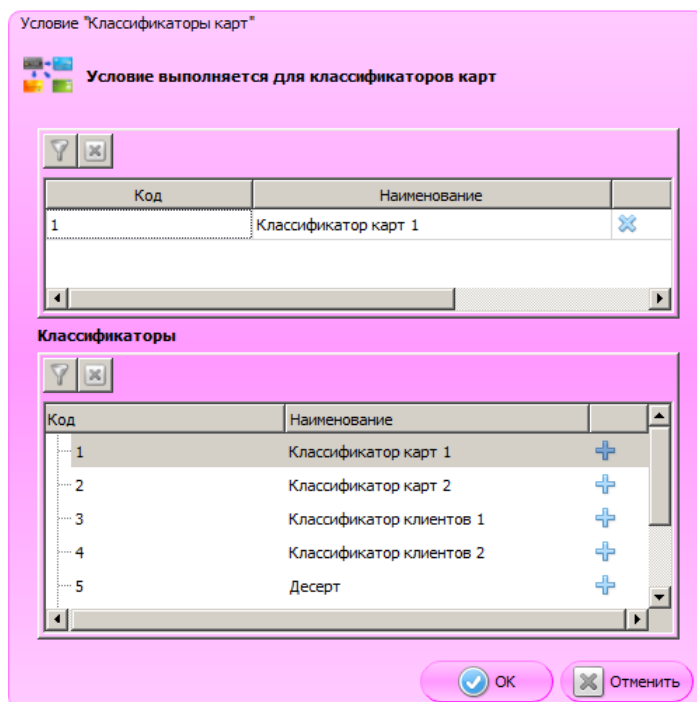 Условие "Классификаторы карт"
Условие выполняется для классификаторов карт
Код Наименование
1 Классификатор карт 1
Классификаторы
Код Наименование
1 Классификатор карт 1
2 Классификатор карт 2
3 Классификатор клиентов 1
4 Классификатор клиентов 2
5 Десерт
ОК Отменить